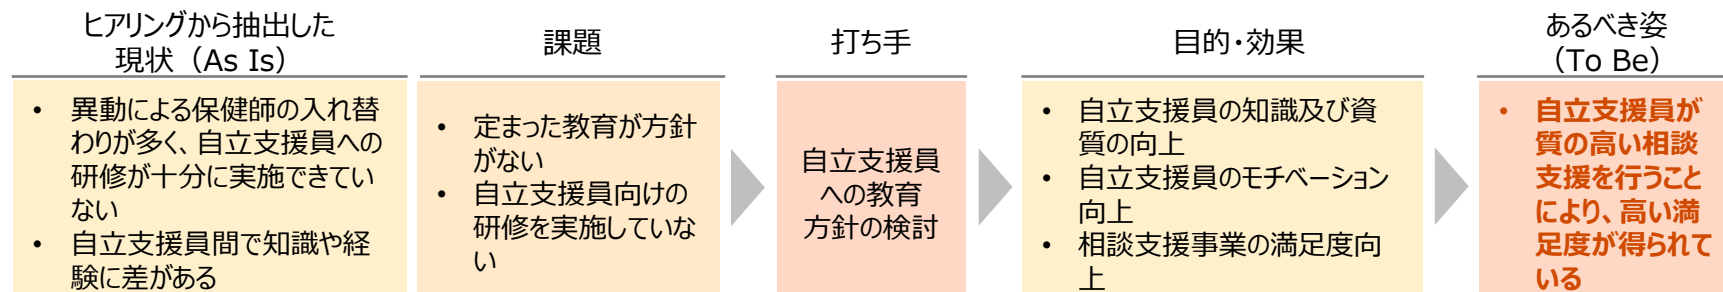 ヒアリングから抽出した
現状（As Is）
• 異動による保健師の入れ替
わりが多く、自立支援員への
研修が十分に実施できてい
ない
• 自立支援員間で知識や経
験に差がある
課題
• 定まった教育が方針
がない
• 自立支援員向けの
研修を実施していな
い
打ち手
自立支援員
への教育
方針の検討
目的・効果
• 自立支援員の知識及び資
質の向上
• 自立支援員のモチベーション
向上
• 相談支援事業の満足度向
上
あるべき姿
（To Be）
• 自立支援員が
質の高い相談
支援を行うこと
により、高い満
足度が得られて
いる